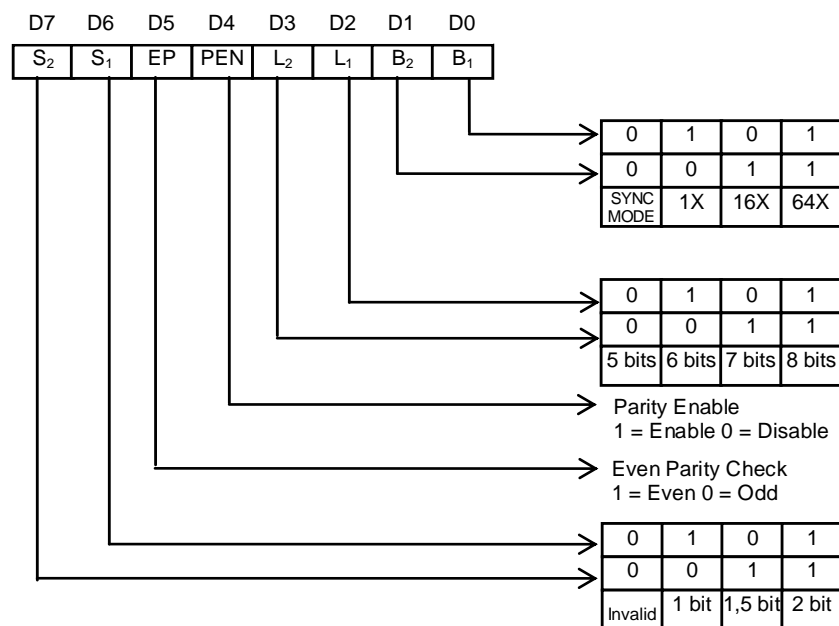 D7 D6 D5 D4 D3 D2 D1 D0
S₂ S₁ EP PEN L₂ L₁ B₂ B₁
0 1 0 1
0 0 1 1
SYNC MODE 1X 16X 64X
0 1 0 1
0 0 1 1
5 bits 6 bits 7 bits 8 bits
Parity Enable
1 = Enable 0 = Disable
Even Parity Check
1 = Even 0 = Odd
0 1 0 1
0 0 1 1
Invalid 1 bit 1,5 bit 2 bit